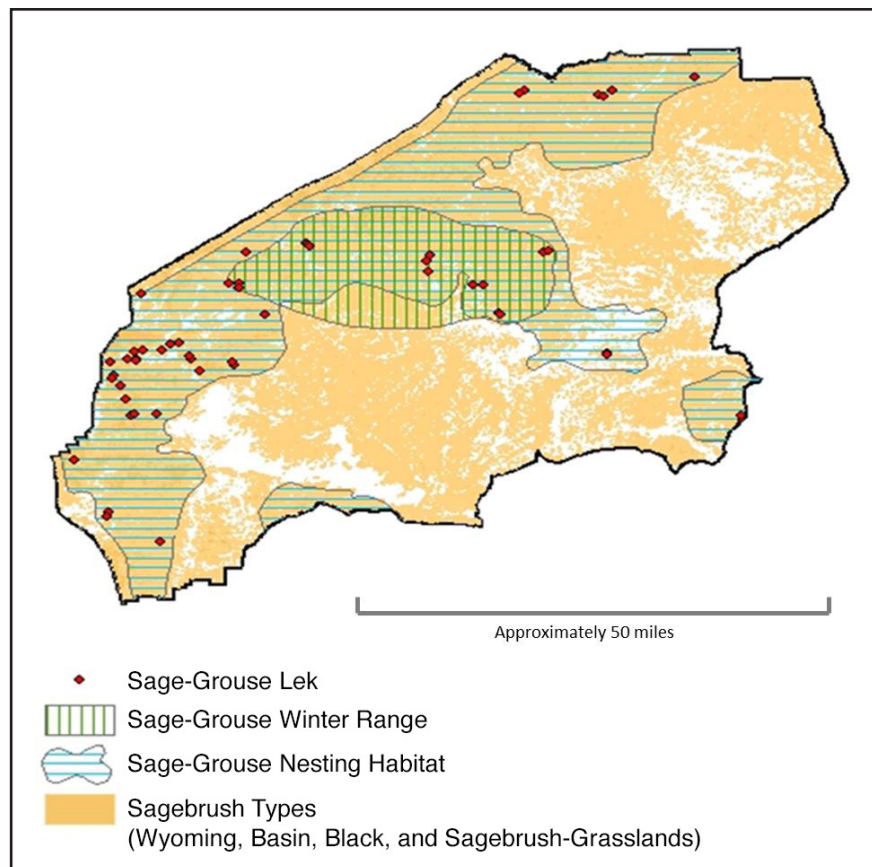 Approximately 50 miles
Sage-Grouse Lek
Sage-Grouse Winter Range
Sage-Grouse Nesting Habitat
Sagebrush Types
(Wyoming, Basin, Black, and Sagebrush-Grasslands)